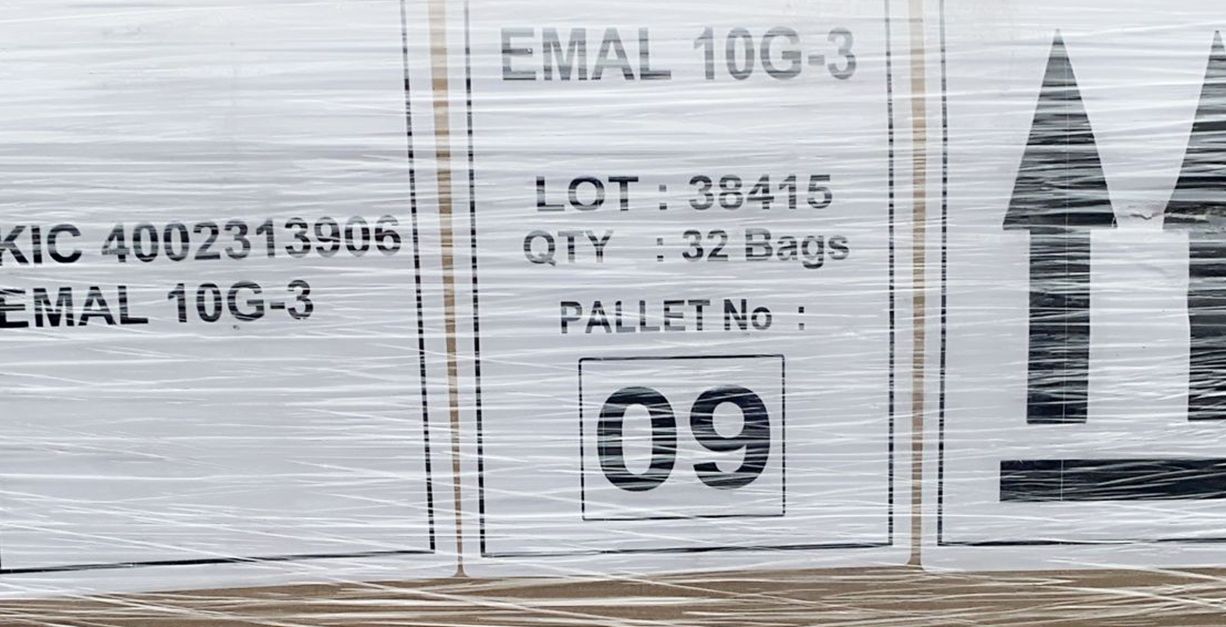 KIC 4002313906
EMAL 10G-3
EMAL 10G-3
LOT : 38415
QTY : 32 Bags
PALLET No :
09